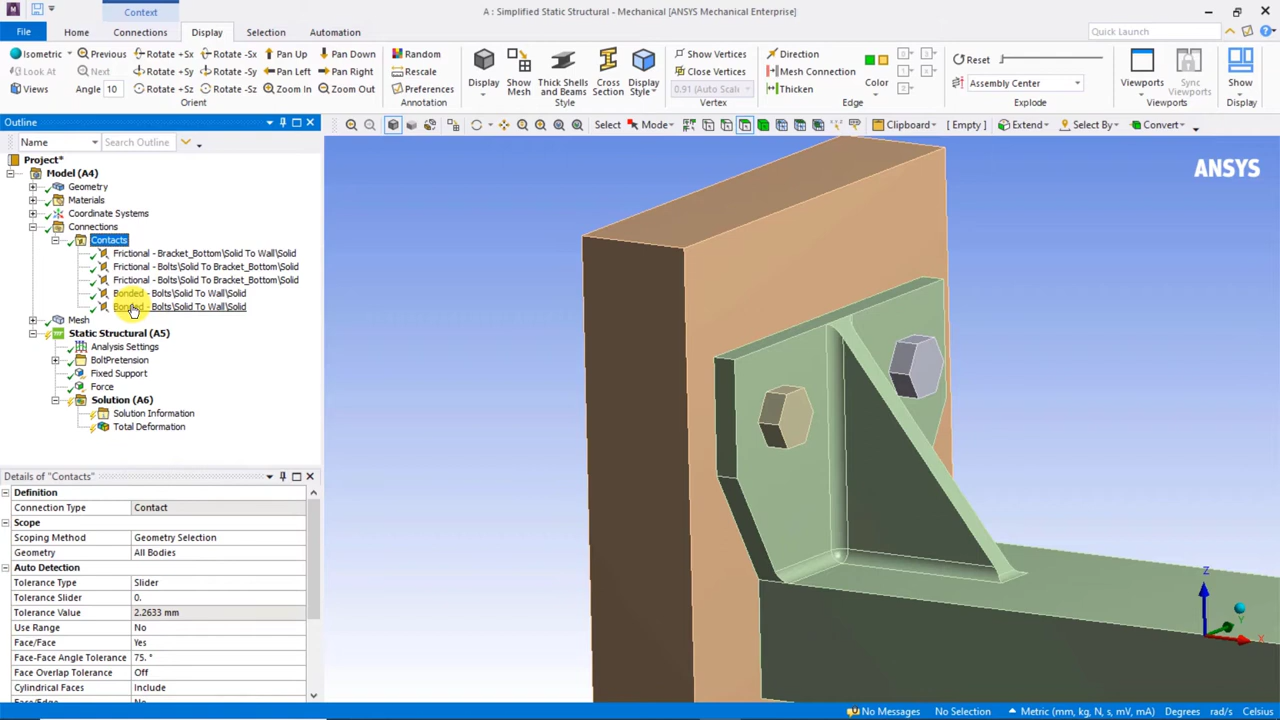 Context
A : Simplified Static Structural - Mechanical [ANSYS Mechanical Enterprise]
File Home Connections Display Selection Automation Quick Launch
Isometric Previous Rotate +Sx Rotate -Sx Pan Up Pan Down Random Show Vertices Direction Reset
Look At Next Rotate +Sy Rotate -Sy Pan Left Pan Right Rescale Close Vertices Mesh Connection
Views Angle 10 Rotate +Sz Rotate -Sz Zoom In Zoom Out Preferences 0.91 (Auto Scale) Thicken Assembly Center
Display Show Mesh Thick Shells and Beams Cross Section Display Style Color Viewports Sync Viewports Show
Orient Annotation Style Vertex Edge Explode Viewports Display
Outline
Select Mode Clipboard [ Empty ] Extend Select By Convert
Name Search Outline
Project*
Model (A4)
Geometry
Materials
Coordinate Systems
Connections
Contacts
Frictional - Bracket_Bottom\Solid To Wall\Solid
Frictional - Bolts\Solid To Bracket_Bottom\Solid
Frictional - Bolts\Solid To Bracket_Bottom\Solid
Bonded - Bolts\Solid To Wall\Solid
Bonded - Bolts\Solid To Wall\Solid
Mesh
Static Structural (A5)
Analysis Settings
BoltPretension
Fixed Support
Force
Solution (A6)
Solution Information
Total Deformation
ANSYS
Details of "Contacts"
Definition
Connection Type Contact
Scope
Scoping Method Geometry Selection
Geometry All Bodies
Auto Detection
Tolerance Type Slider
Tolerance Slider 0.
Tolerance Value 2.2633 mm
Use Range No
Face/Face Yes
Face-Face Angle Tolerance 75. °
Face Overlap Tolerance Off
Cylindrical Faces Include
Z
Y
X
No Messages No Selection Metric (mm, kg, N, s, mV, mA) Degrees rad/s Celsius